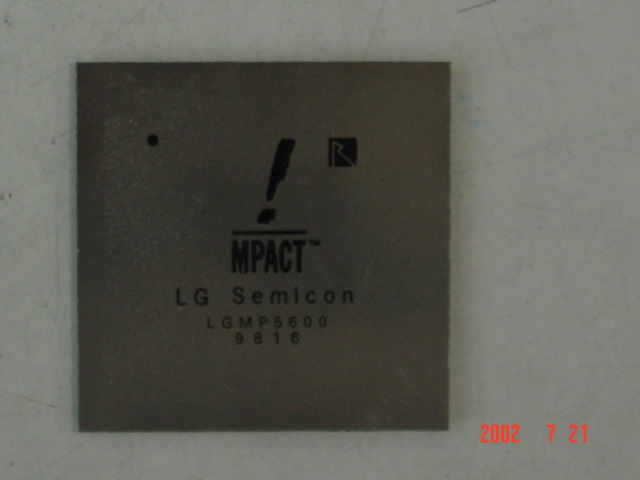 !
MPACT™
LG Semicon
LGMP5600
9816
2002 7 21